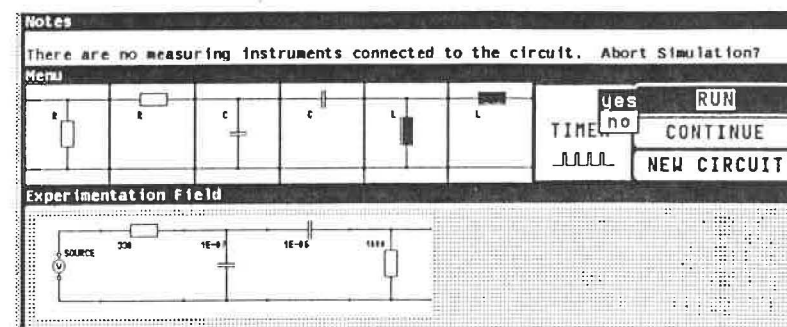 Notes
There are no measuring instruments connected to the circuit. Abort Simulation?
Menu
R
R
C
C
L
L
TIMER
yes
no
RUN
CONTINUE
NEW CIRCUIT
Experimentation Field
SOURCE
V
330
1E-07
1E-06